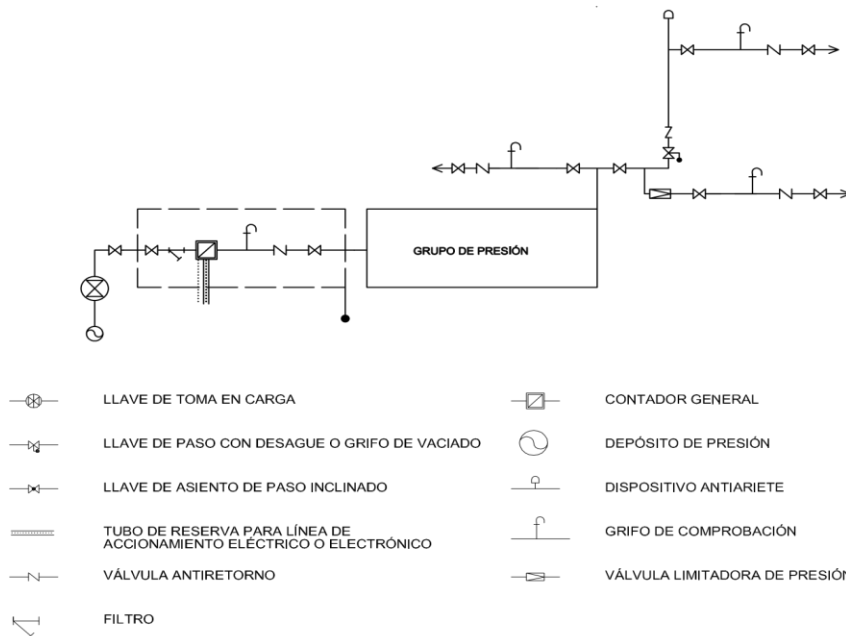 GRUPO DE PRESIÓN
LLAVE DE TOMA EN CARGA
LLAVE DE PASO CON DESAGUE O GRIFO DE VACIADO
LLAVE DE ASIENTO DE PASO INCLINADO
TUBO DE RESERVA PARA LÍNEA DE
ACCIONAMIENTO ELÉCTRICO O ELECTRÓNICO
VÁLVULA ANTIRETORNO
FILTRO
CONTADOR GENERAL
DEPÓSITO DE PRESIÓN
DISPOSITIVO ANTIARIETE
GRIFO DE COMPROBACIÓN
VÁLVULA LIMITADORA DE PRESIÓN